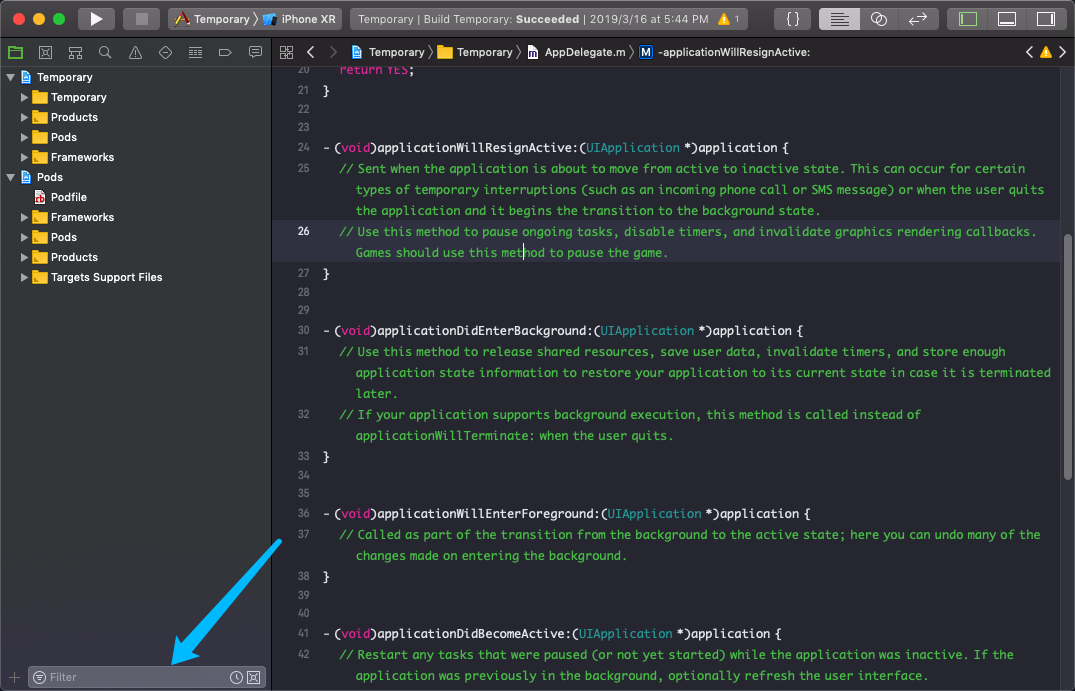 Temporary iPhone XR Temporary | Build Temporary: Succeeded | 2019/3/16 at 5:44 PM 1 {}
Temporary Temporary m AppDelegate.m M -applicationWillResignActive:
Temporary
Temporary
Products
Pods
Frameworks
Pods
Podfile
Frameworks
Pods
Products
Targets Support Files
Filter
20 return YES;
21 }
22
23
24 - (void)applicationWillResignActive:(UIApplication *)application {
25 // Sent when the application is about to move from active to inactive state. This can occur for certain
types of temporary interruptions (such as an incoming phone call or SMS message) or when the user quits
the application and it begins the transition to the background state.
26 // Use this method to pause ongoing tasks, disable timers, and invalidate graphics rendering callbacks.
Games should use this method to pause the game.
27 }
28
29
30 - (void)applicationDidEnterBackground:(UIApplication *)application {
31 // Use this method to release shared resources, save user data, invalidate timers, and store enough
application state information to restore your application to its current state in case it is terminated
later.
32 // If your application supports background execution, this method is called instead of
applicationWillTerminate: when the user quits.
33 }
34
35
36 - (void)applicationWillEnterForeground:(UIApplication *)application {
37 // Called as part of the transition from the background to the active state; here you can undo many of the
changes made on entering the background.
38 }
39
40
41 - (void)applicationDidBecomeActive:(UIApplication *)application {
42 // Restart any tasks that were paused (or not yet started) while the application was inactive. If the
application was previously in the background, optionally refresh the user interface.